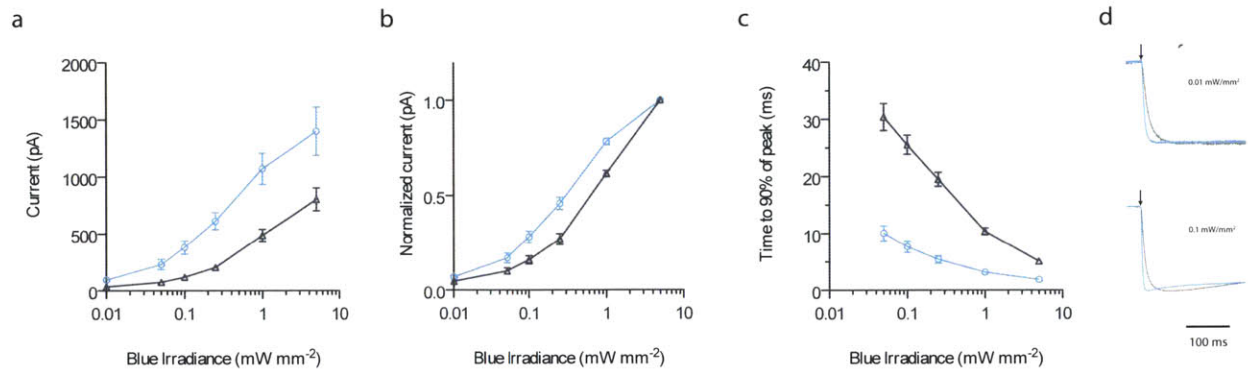 a
2000
1500
1000
500
0
Current (pA)
0.01 0.1 1 10
Blue Irradiance (mW mm-2)
b
1.0
0.5
0.0
Normalized current (pA)
0.01 0.1 1 10
Blue Irradiance (mW mm-2)
c
40
30
20
10
0
Time to 90% of peak (ms)
0.01 0.1 1 10
Blue Irradiance (mW mm-2)
d
0.01 mW/mm²
0.1 mW/mm²
100 ms